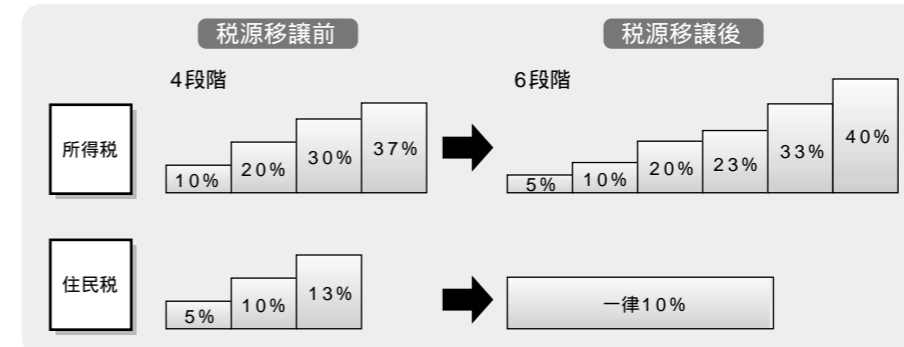 税源移譲前
税源移譲後
4段階
6段階
所得税
10%
20%
30%
37%
5%
10%
20%
23%
33%
40%
住民税
5%
10%
13%
一律10%